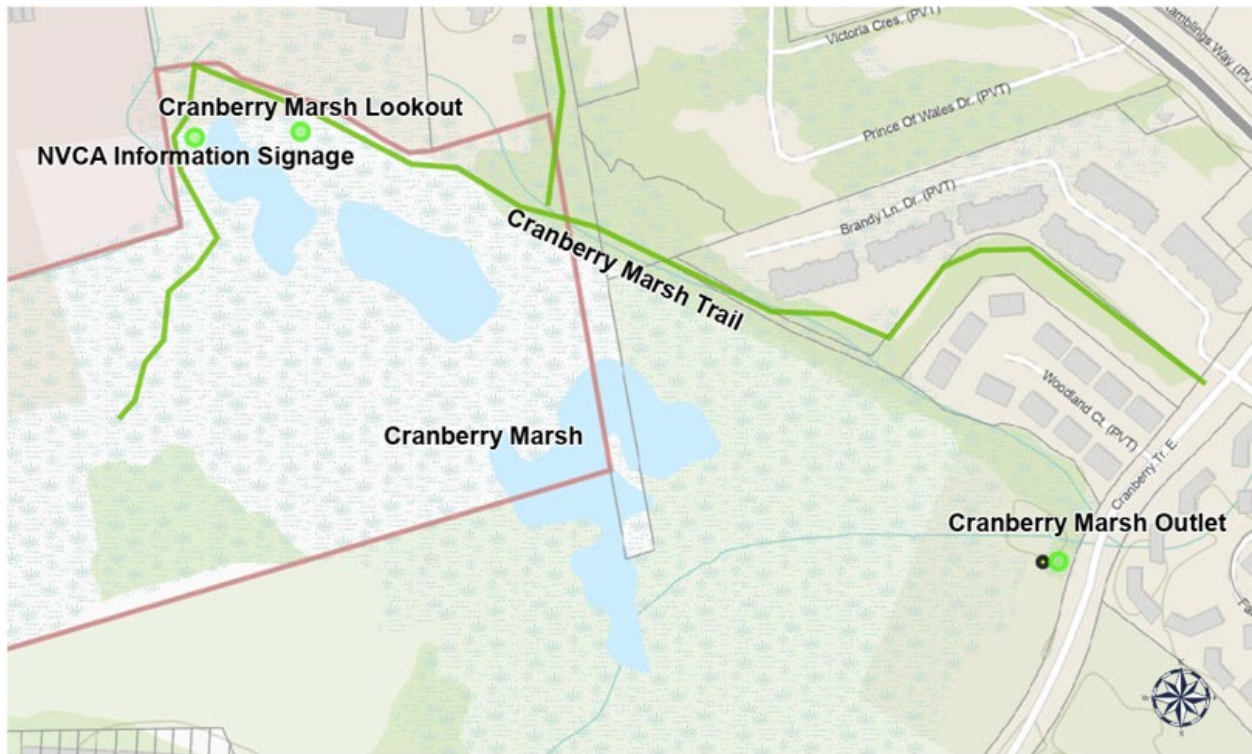 Victoria Cres. (PVT)
Ramblings Way (PVT)
Cranberry Marsh Lookout
Prince Of Wales Dr. (PVT)
NVCA Information Signage
Brandy Ln. Dr. (PVT)
Cranberry Marsh Trail
Woodland Ct. (PVT)
Cranberry Marsh
Cranberry Tr. E.
Cranberry Marsh Outlet